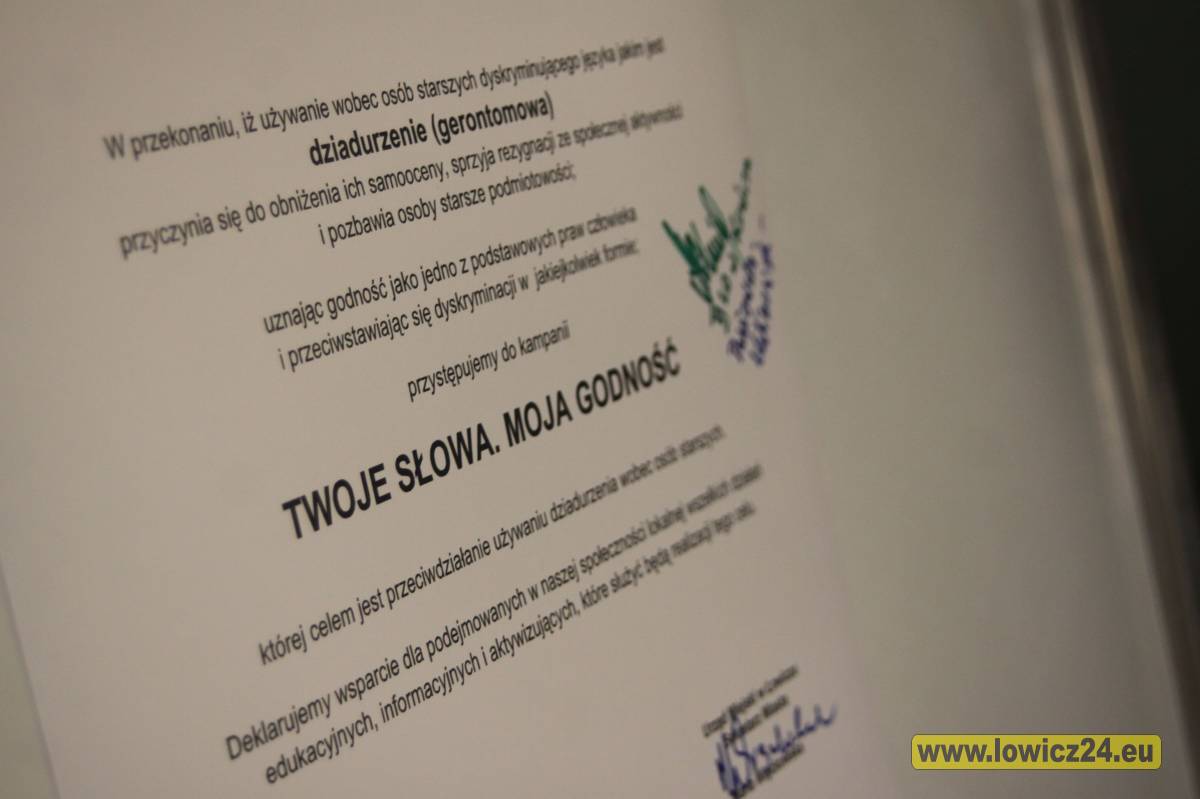 W przekonaniu, iż używanie wobec osób starszych dyskryminującego języka jakim jest
dziadurzenie (gerontomowa)
przyczynia się do obniżenia ich samooceny, sprzyja rezygnacji ze społecznej aktywności
i pozbawia osoby starsze podmiotowości;
uznając godność jako jedno z podstawowych praw człowieka
i przeciwstawiając się dyskryminacji w jakiejkolwiek formie;
przystępujemy do kampanii
TWOJE SŁOWA. MOJA GODNOŚĆ
której celem jest przeciwdziałanie używaniu dziadurzenia wobec osób starszych.
Deklarujemy wsparcie dla podejmowanych w naszej społeczności lokalnej wszelkich działań
edukacyjnych, informacyjnych i aktywizujących, które służyć będą realizacji tego celu.
Urząd Miejski w Łowiczu
www.lowicz24.eu